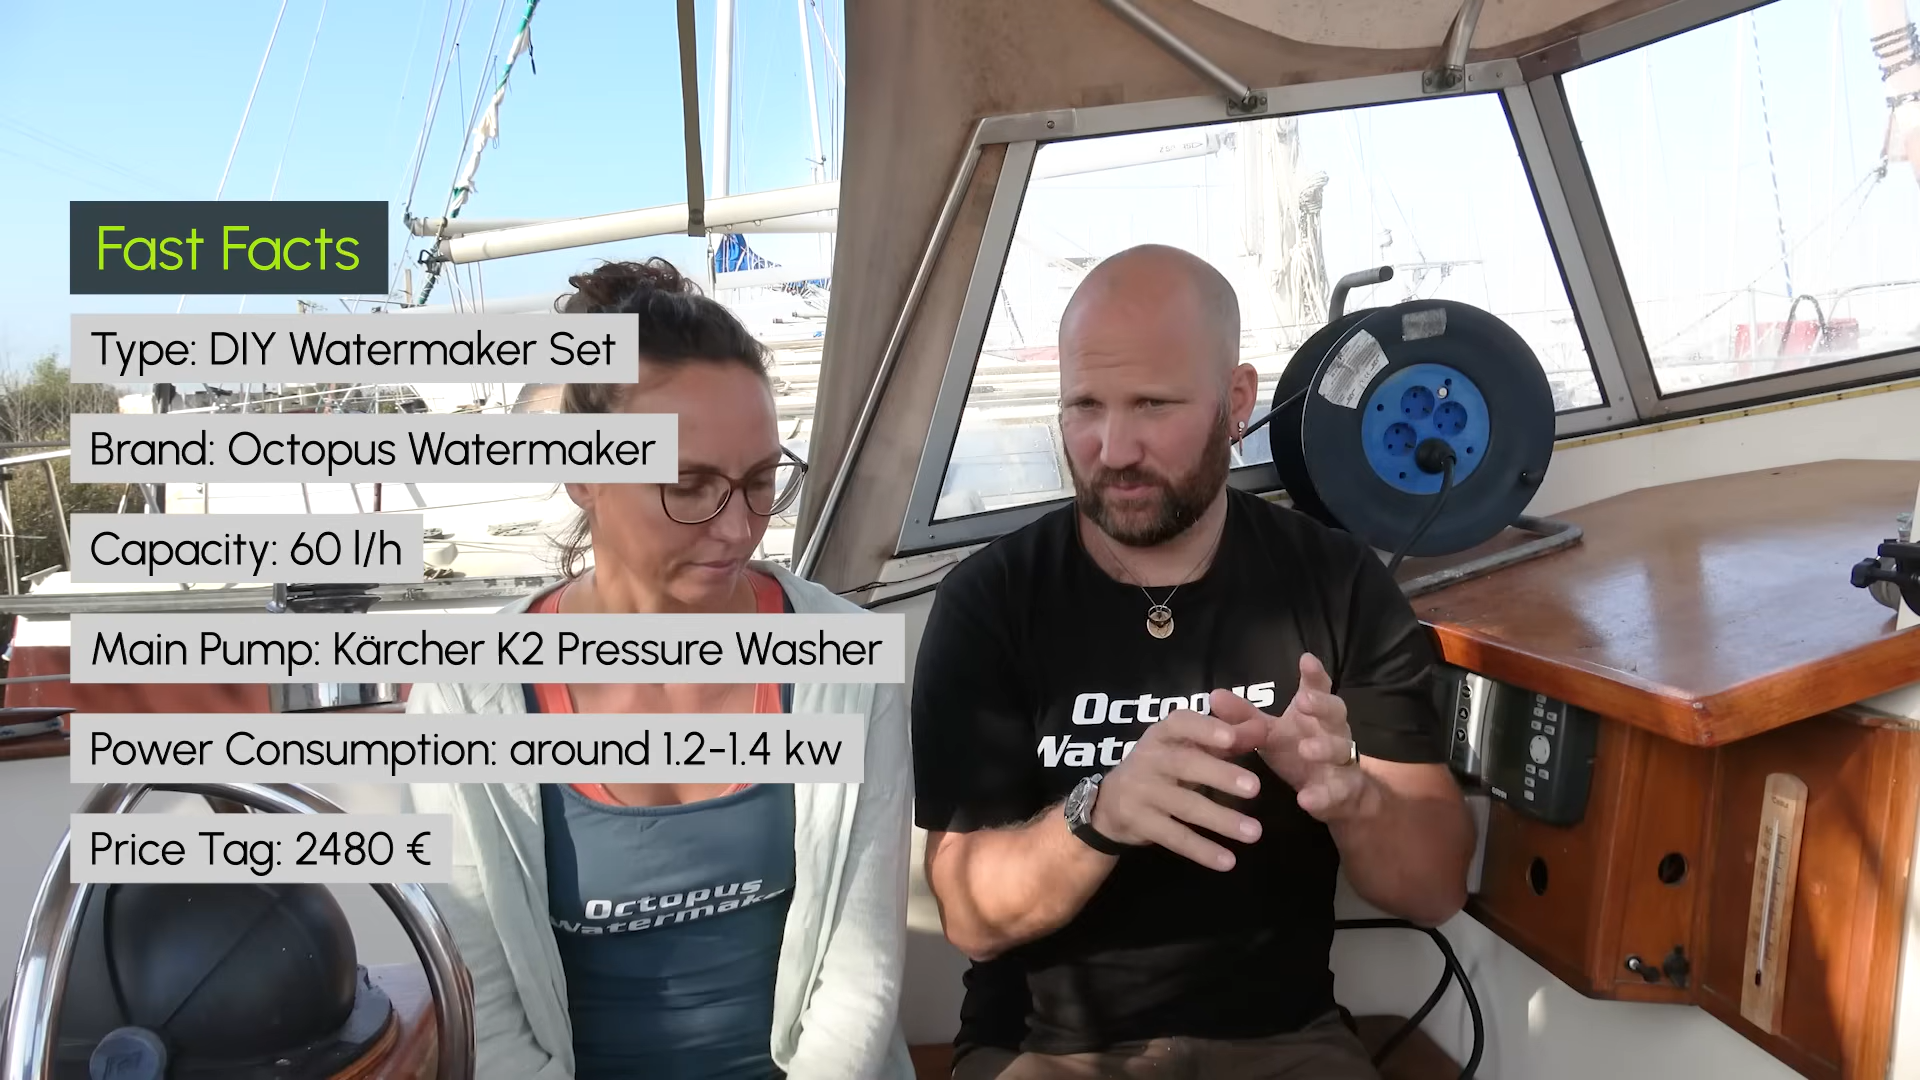 Fast Facts
Type: DIY Watermaker Set
Brand: Octopus Watermaker
Capacity: 60 l/h
Main Pump: Kärcher K2 Pressure Washer
Power Consumption: around 1.2-1.4 kw
Price Tag: 2480 €
Octopus
Octopus